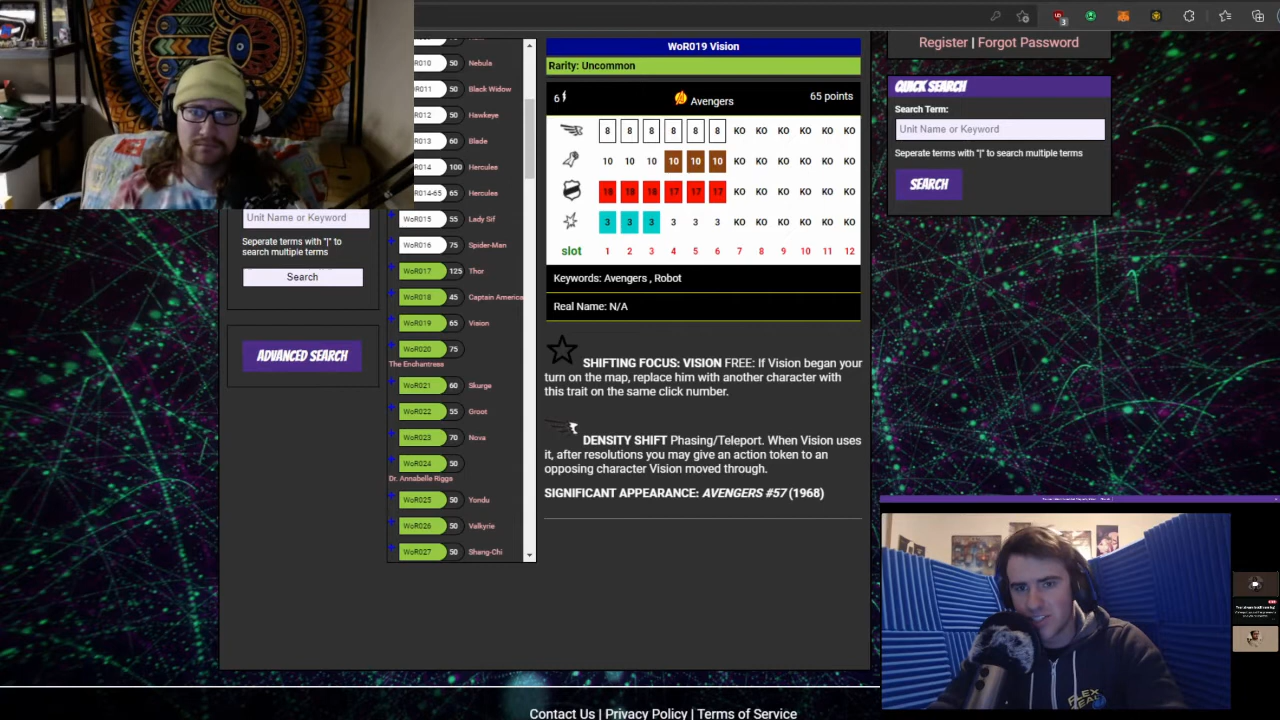 Register | Forgot Password
QUICK SEARCH
Search Term:
Unit Name or Keyword
Seperate terms with "|" to search multiple terms
SEARCH
Unit Name or Keyword
Seperate terms with "|" to
search multiple terms
Search
ADVANCED SEARCH
R010 50 Nebula
R011 50 Black Widow
R012 50 Hawkeye
R013 60 Blade
R014 100 Hercules
R014-65 65 Hercules
WoR015 55 Lady Sif
WoR016 75 Spider-Man
WoR017 125 Thor
WoR018 45 Captain America
WoR019 65 Vision
WoR020 75
The Enchantress
WoR021 60 Skurge
WoR022 55 Groot
WoR023 70 Nova
WoR024 50
Dr. Annabelle Riggs
WoR025 50 Yondu
WoR026 50 Valkyrie
WoR027 50 Shang-Chi
WoR019 Vision
Rarity: Uncommon
6 Avengers 65 points
8 8 8 8 8 8 KO KO KO KO KO KO
10 10 10 10 10 10 KO KO KO KO KO KO
18 18 18 17 17 17 KO KO KO KO KO KO
3 3 3 3 3 3 KO KO KO KO KO KO
slot 1 2 3 4 5 6 7 8 9 10 11 12
Keywords: Avengers , Robot
Real Name: N/A
SHIFTING FOCUS: VISION FREE: If Vision began your
turn on the map, replace him with another character with
this trait on the same click number.
DENSITY SHIFT Phasing/Teleport. When Vision uses
it, after resolutions you may give an action token to an
opposing character Vision moved through.
SIGNIFICANT APPEARANCE: AVENGERS #57 (1968)
Contact Us | Privacy Policy | Terms of Service